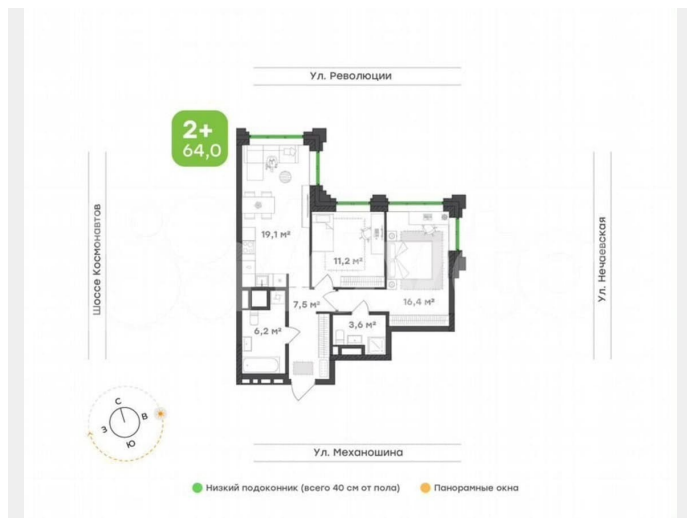 Ул. Революции
2+
64,0
Шоссе Космонавтов
Ул. Нечаевская
19,1 м²
11,2 м²
16,4 м²
7,5 м²
3,6 м²
6,2 м²
С
В
З
Ю
Ул. Механошина
Низкий подоконник (всего 40 см от пола)
Панорамные окна